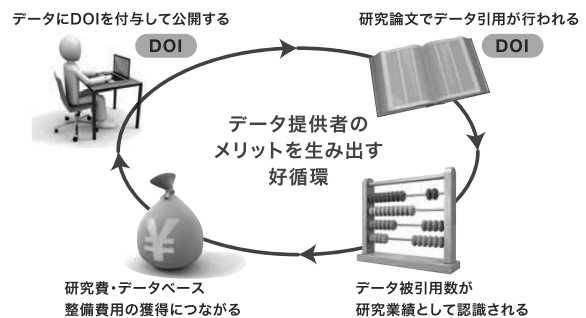 データにDOIを付与して公開する
DOI
研究論文でデータ引用が行われる
DOI
データ提供者の
メリットを生み出す
好循環
¥
研究費・データベース
整備費用の獲得につながる
データ被引用数が
研究業績として認識される